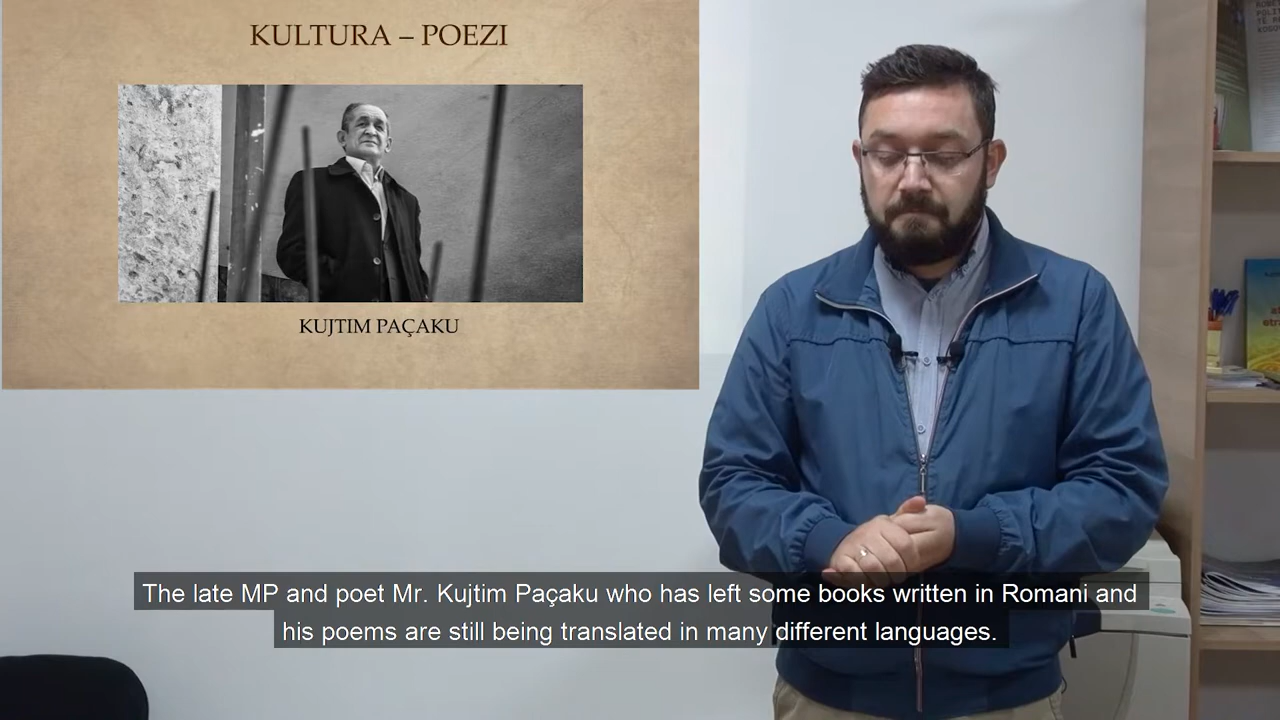 KULTURA – POEZI
KUJTIM PAÇAKU
The late MP and poet Mr. Kujtim Paçaku who has left some books written in Romani and
his poems are still being translated in many different languages.